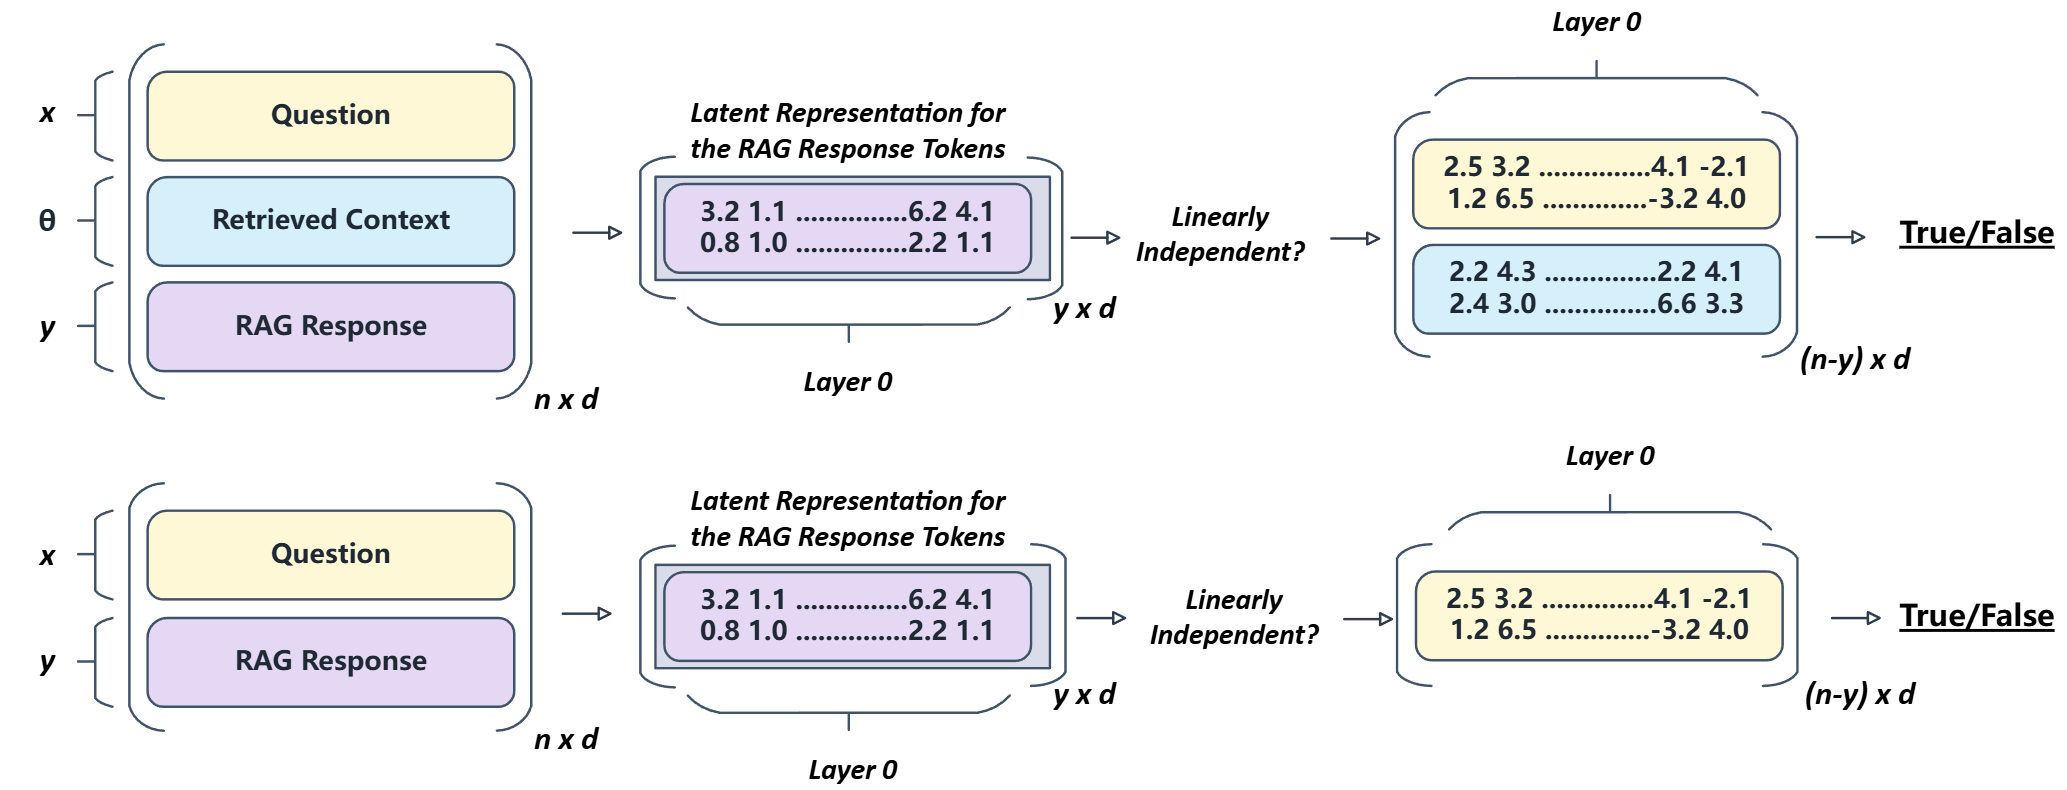 x
Question
θ
Retrieved Context
y
RAG Response
n x d
Latent Representation for
the RAG Response Tokens
3.2 1.1 ...............6.2 4.1
0.8 1.0 ...............2.2 1.1
y x d
Layer 0
Linearly
Independent?
Layer 0
2.5 3.2 ...............4.1 -2.1
1.2 6.5 ..............-3.2 4.0
2.2 4.3 ...............2.2 4.1
2.4 3.0 ...............6.6 3.3
(n-y) x d
True/False
x
Question
y
RAG Response
n x d
Latent Representation for
the RAG Response Tokens
3.2 1.1 ...............6.2 4.1
0.8 1.0 ...............2.2 1.1
y x d
Layer 0
Linearly
Independent?
Layer 0
2.5 3.2 ...............4.1 -2.1
1.2 6.5 ..............-3.2 4.0
(n-y) x d
True/False